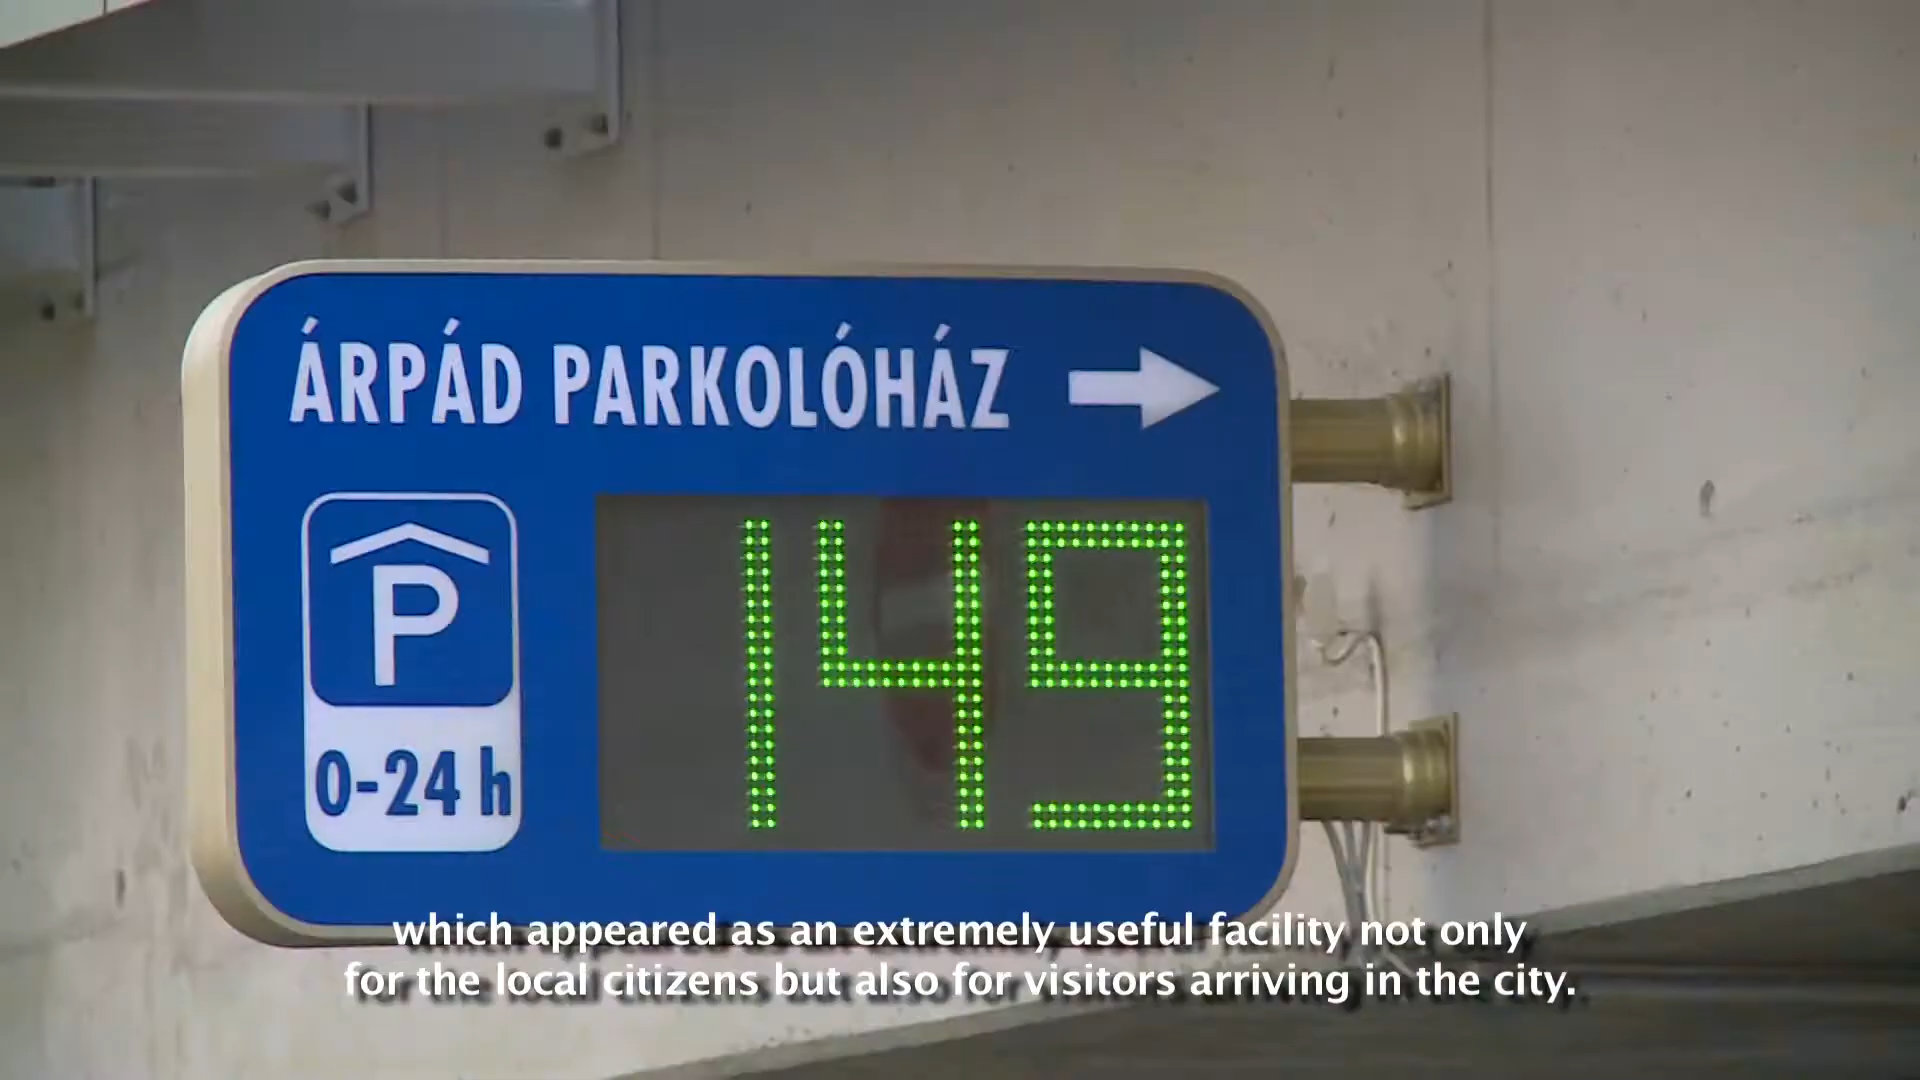 ÁRPÁD PARKOLÓHÁZ
P
0-24 h
149
which appeared as an extremely useful facility not only
for the local citizens but also for visitors arriving in the city.